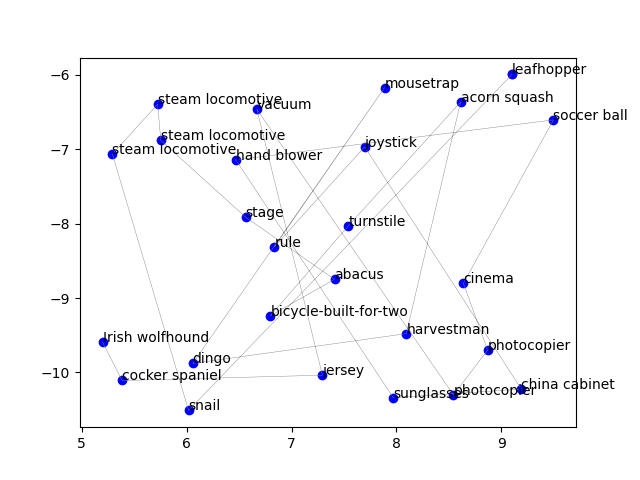 leafhopper
−6
mousetrap
steam locomotive
acorn squash
vacuum
soccer ball
steam locomotive
joystick
−7
steam locomotive
hand blower
stage
turnstile
−8
rule
abacus
cinema
−9
bicycle-built-for-two
harvestman
Irish wolfhound
photocopier
dingo
jersey
cocker spaniel
−10
china cabinet
sunglasses
photocopier
snail
5 6 7 8 9